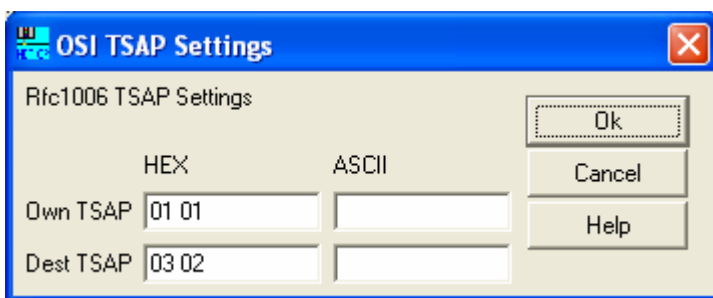 OSI TSAP Settings
Rfc1006 TSAP Settings
Ok
HEX ASCII
Cancel
Own TSAP 01 01
Help
Dest TSAP 03 02